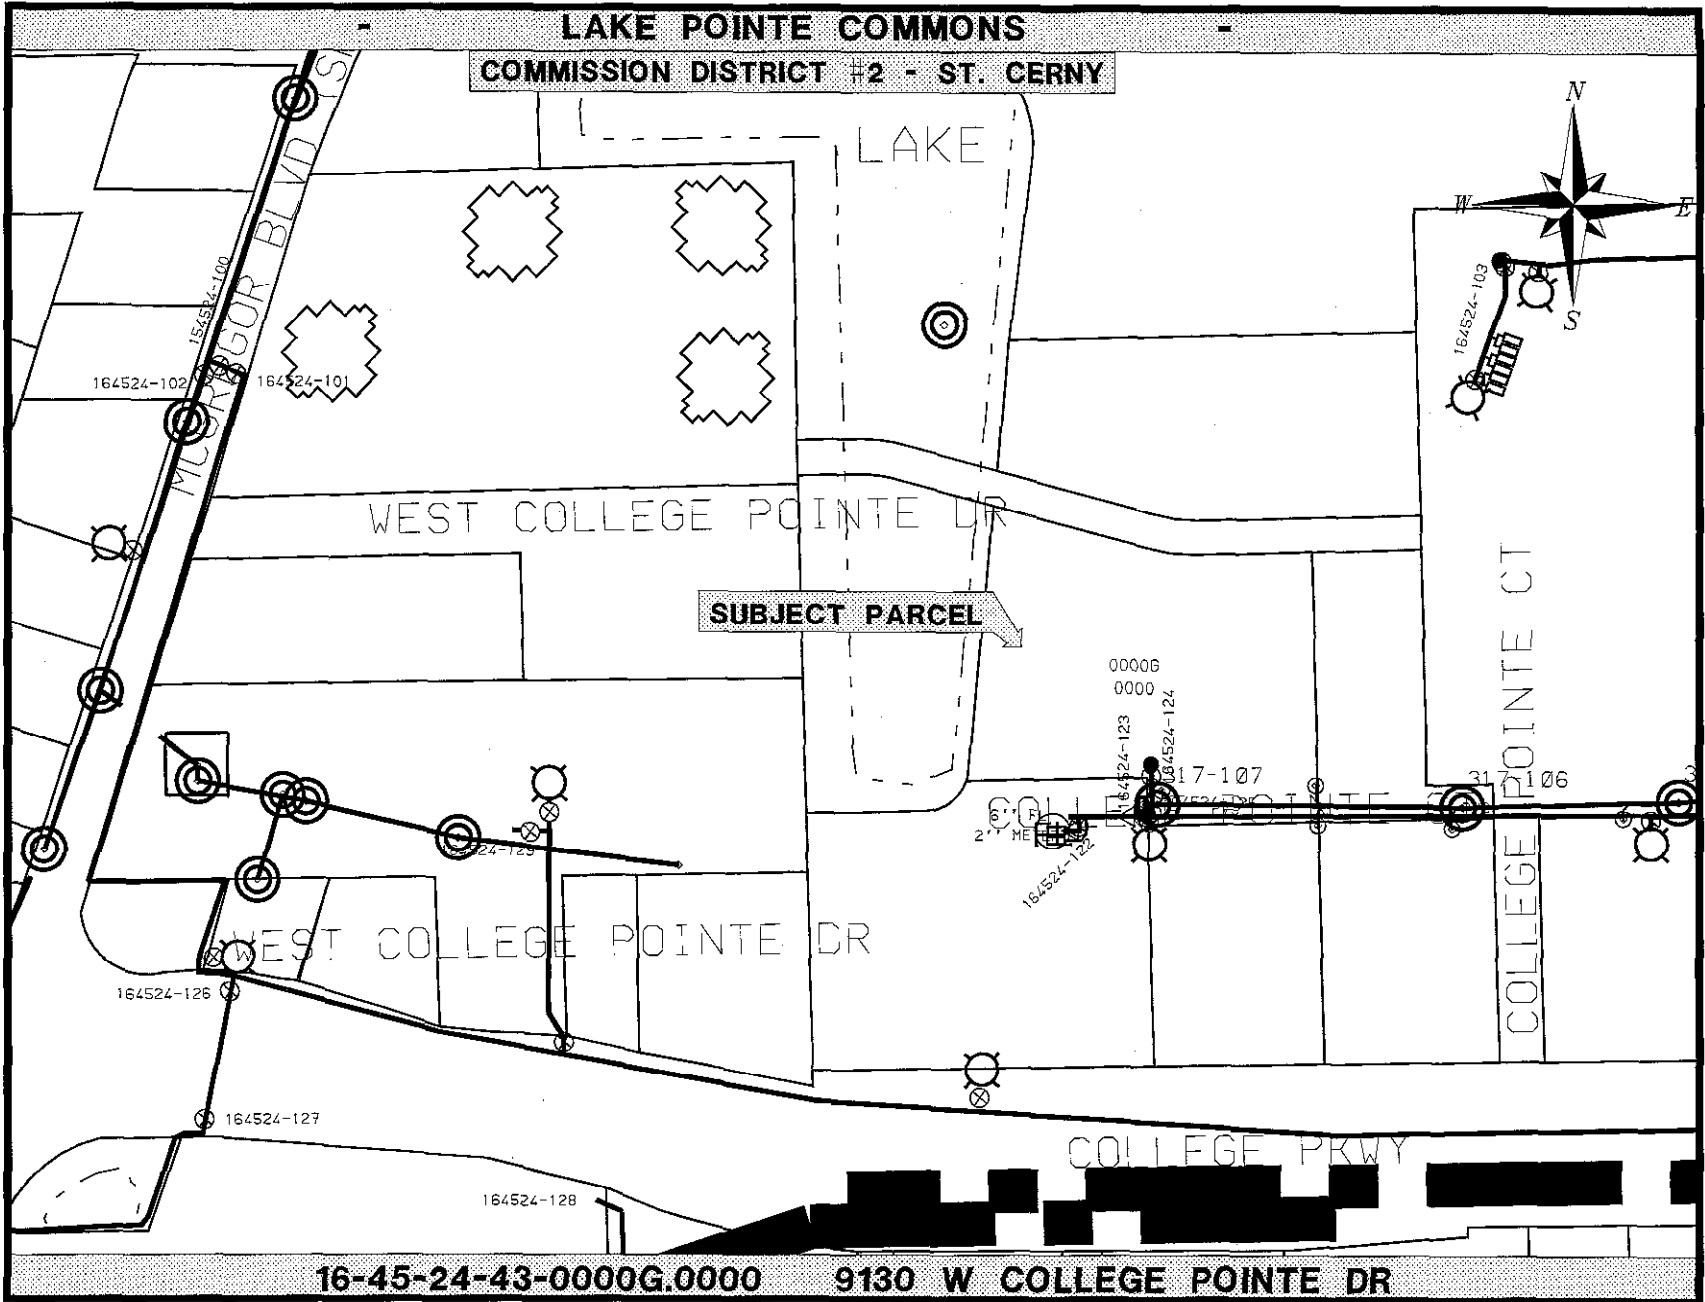 LAKE POINTE COMMONS
COMMISSION DISTRICT #2 - ST. CERNY
LAKE
N
W
E
S
MCGREGOR BLVD
154524-100
164524-102
164524-101
164524-103
WEST COLLEGE POINTE DR
SUBJECT PARCEL
0000G
0000
164524-123
164524-124
317-107
317-106
COLLEGE POINTE CT
COLLEGE POINTE CT
6''
2''
164524-122
WEST COLLEGE POINTE DR
164524-126
164524-127
164524-128
COLLEGE PKWY
16-45-24-43-0000G.0000 9130 W COLLEGE POINTE DR